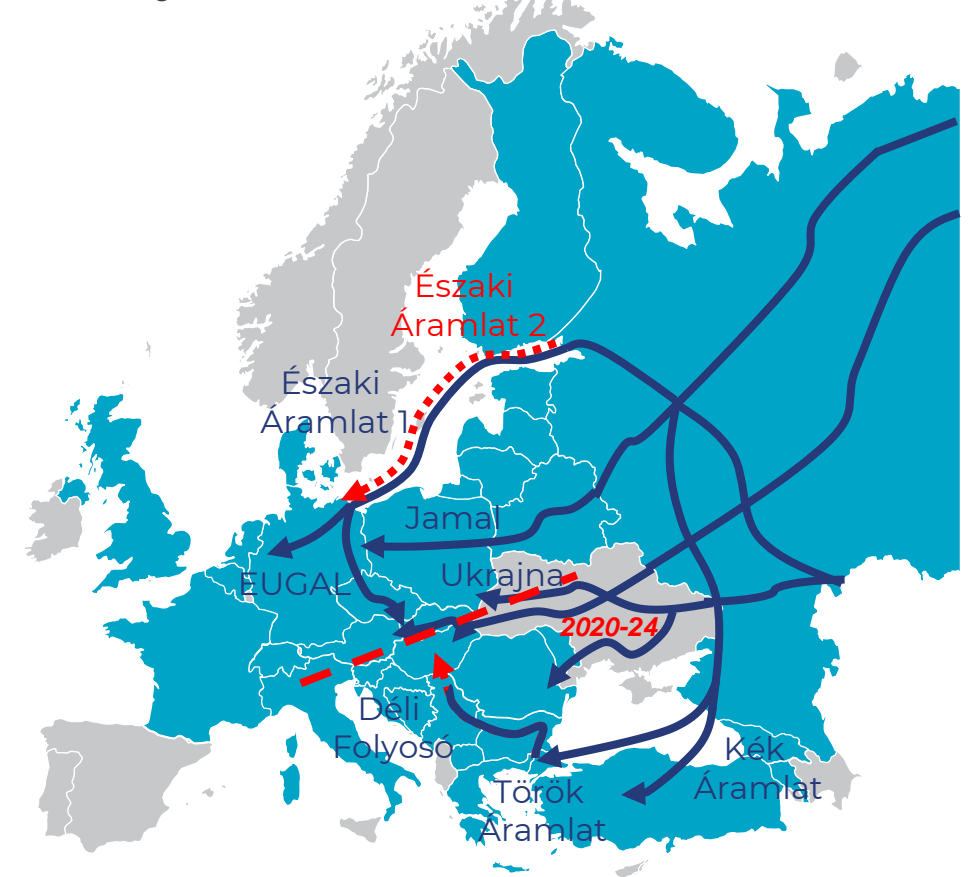 Északi
Áramlat 2
Északi
Áramlat 1
Jamal
EUGAL
Ukrajna
2020-24
Déli
Folyosó
Kék
Áramlat
Török
Áramlat